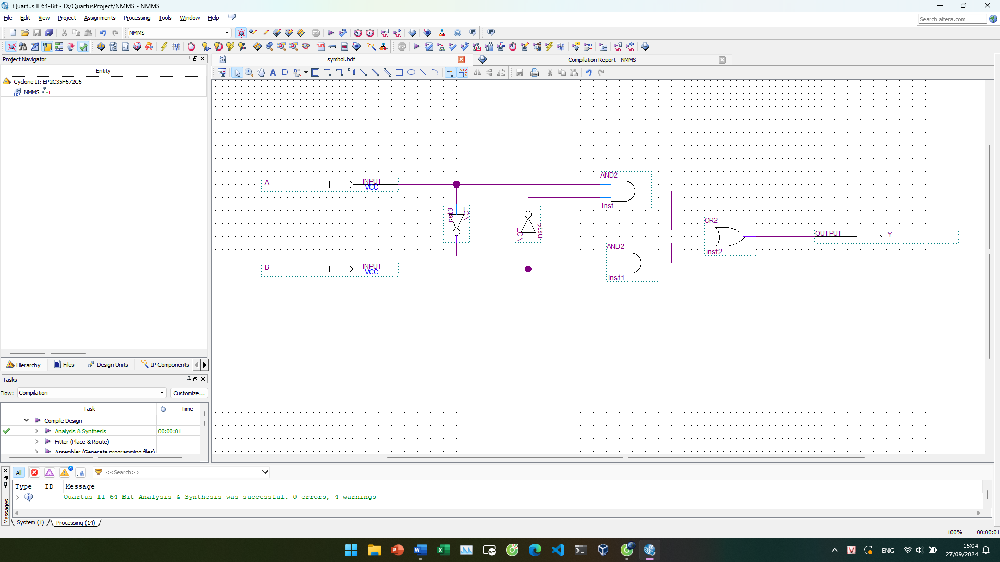 Quartus II 64-Bit - D:/QuartusProject/NMMS - NMMS
File Edit View Project Assignments Processing Tools Window Help
Search altera.com
NMMS
Project Navigator
Entity
Cyclone II: EP2C35F672C6
NMMS
symbol.bdf
Compilation Report - NMMS
A
INPUT
VCC
AND2
inst
inst3
NOT
NOT
inst4
OR2
inst2
OUTPUT
Y
AND2
inst1
B
INPUT
VCC
Hierarchy Files Design Units IP Components
Tasks
Flow: Compilation Customize...
Task Time
Compile Design
Analysis & Synthesis 00:00:01
Fitter (Place & Route)
Assembler (Generate programming files)
All 4 <<Search>>
Type ID Message
Quartus II 64-Bit Analysis & Synthesis was successful. 0 errors, 4 warnings
Messages
System (1) Processing (14)
100% 00:00:01
ENG
15:04
27/09/2024